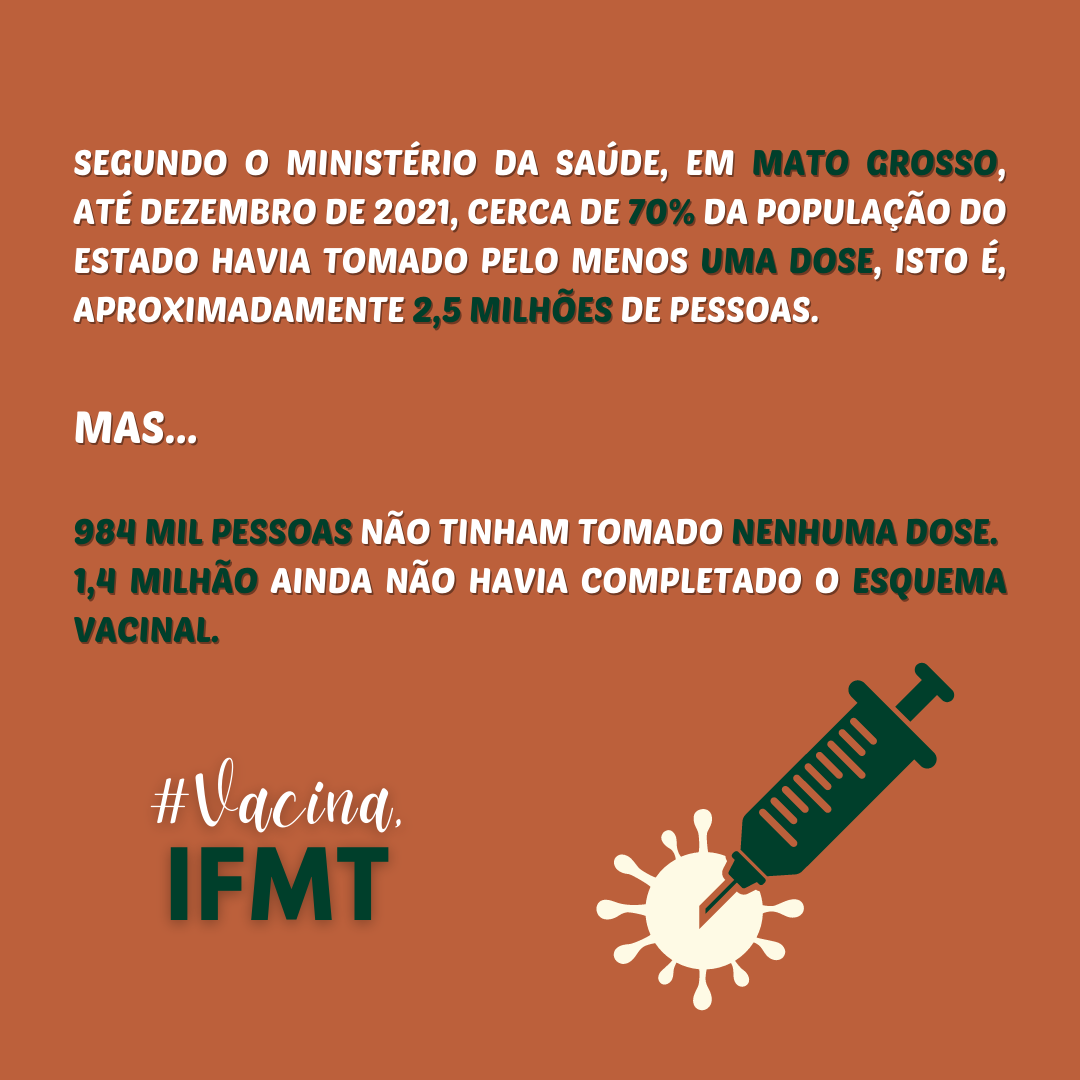 SEGUNDO O MINISTÉRIO DA SAÚDE, EM MATO GROSSO,
ATÉ DEZEMBRO DE 2021, CERCA DE 70% DA POPULAÇÃO DO
ESTADO HAVIA TOMADO PELO MENOS UMA DOSE, ISTO É,
APROXIMADAMENTE 2,5 MILHÕES DE PESSOAS.
MAS...
984 MIL PESSOAS NÃO TINHAM TOMADO NENHUMA DOSE.
1,4 MILHÃO AINDA NÃO HAVIA COMPLETADO O ESQUEMA
VACINAL.
#Vacina,
IFMT